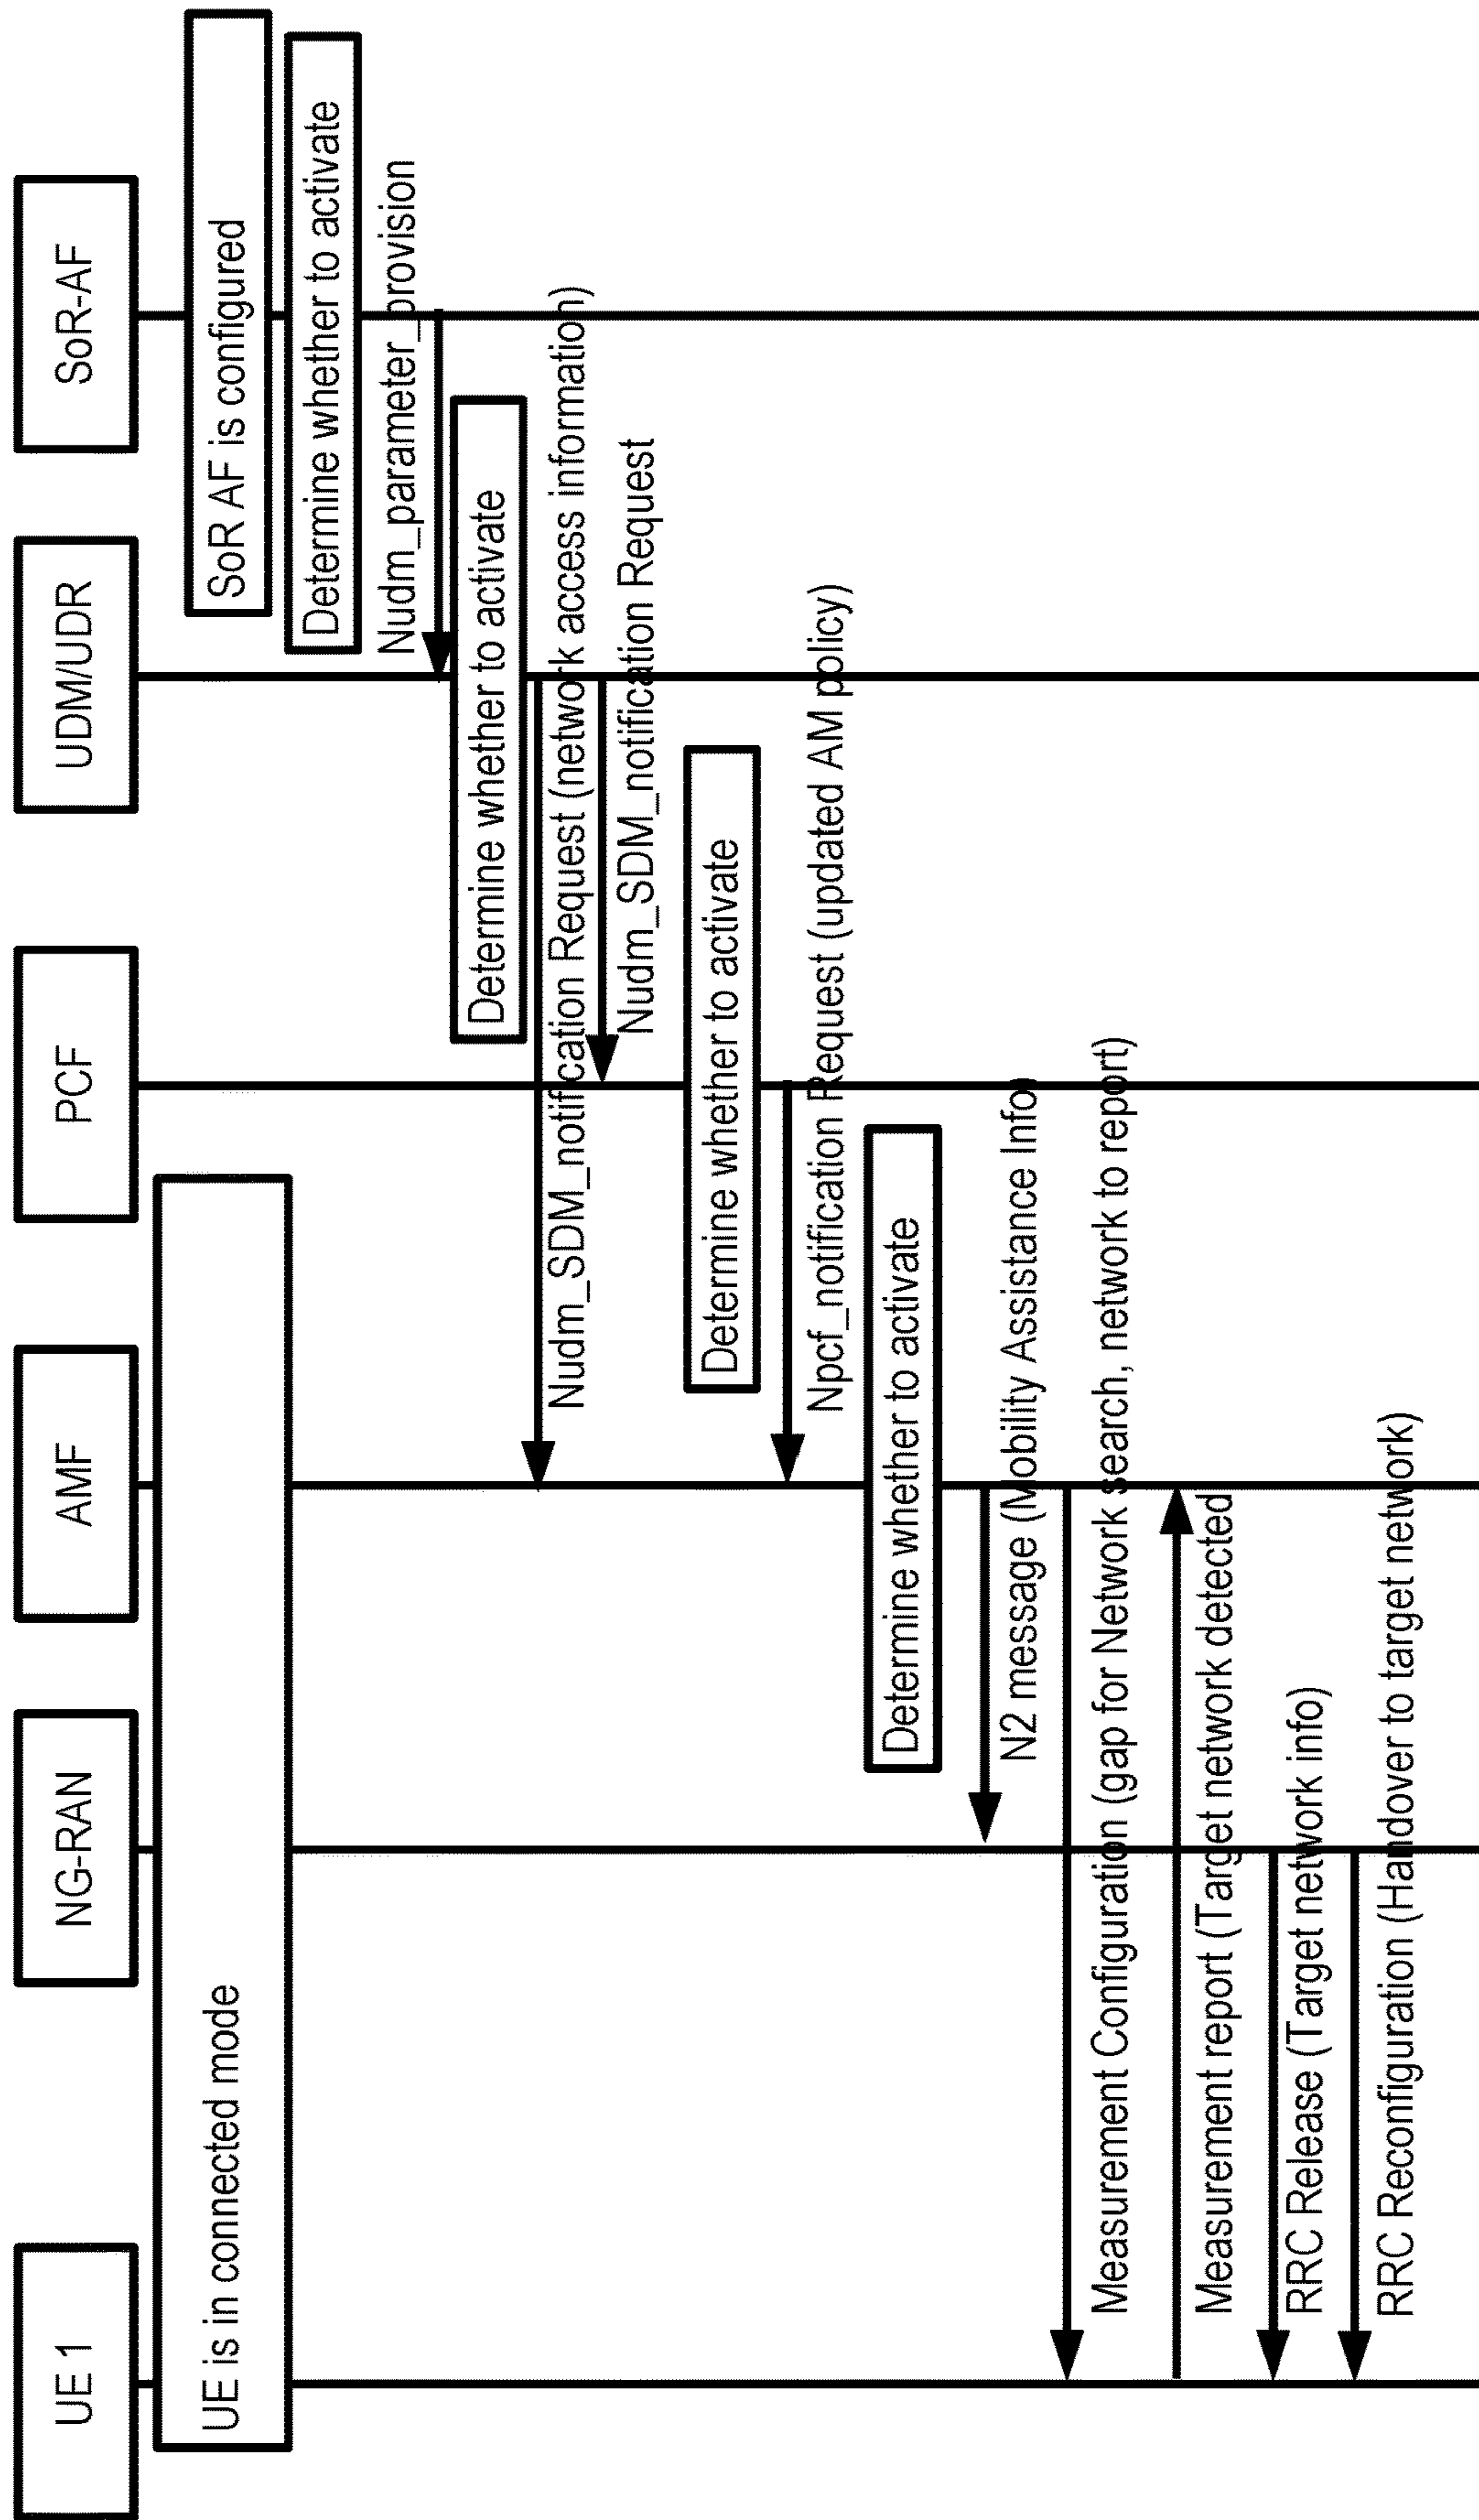 UE 1
NG-RAN
AMF
PCF
UDM/UDR
SoR-AF
UE is in connected mode
SoR AF is configured
Determine whether to activate
Nudm_parameter_provision
Determine whether to activate
Nudm_SDM_notification Request (network access information)
Nudm_SDM_notification Request
Determine whether to activate
Npcf_notification Request (updated AM policy)
Determine whether to activate
N2 message (Mobility Assistance Info)
Measurement Configuration (gap for Network search, network to report)
Measurement report (Target network detected
RRC Release (Target network info)
RRC Reconfiguration (Handover to target network)